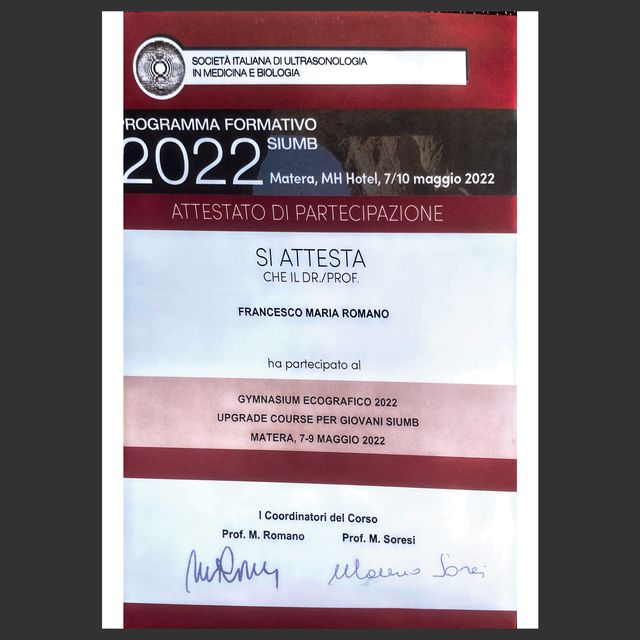 SOCIETÀ ITALIANA DI ULTRASONOLOGIA
IN MEDICINA E BIOLOGIA
PROGRAMMA FORMATIVO
2022 SIUMB
Matera, MH Hotel, 7/10 maggio 2022
ATTESTATO DI PARTECIPAZIONE
SI ATTESTA
CHE IL DR./PROF.
FRANCESCO MARIA ROMANO
ha partecipato al
GYMNASIUM ECOGRAFICO 2022
UPGRADE COURSE PER GIOVANI SIUMB
MATERA, 7-9 MAGGIO 2022
I Coordinatori del Corso
Prof. M. Romano Prof. M. Soresi